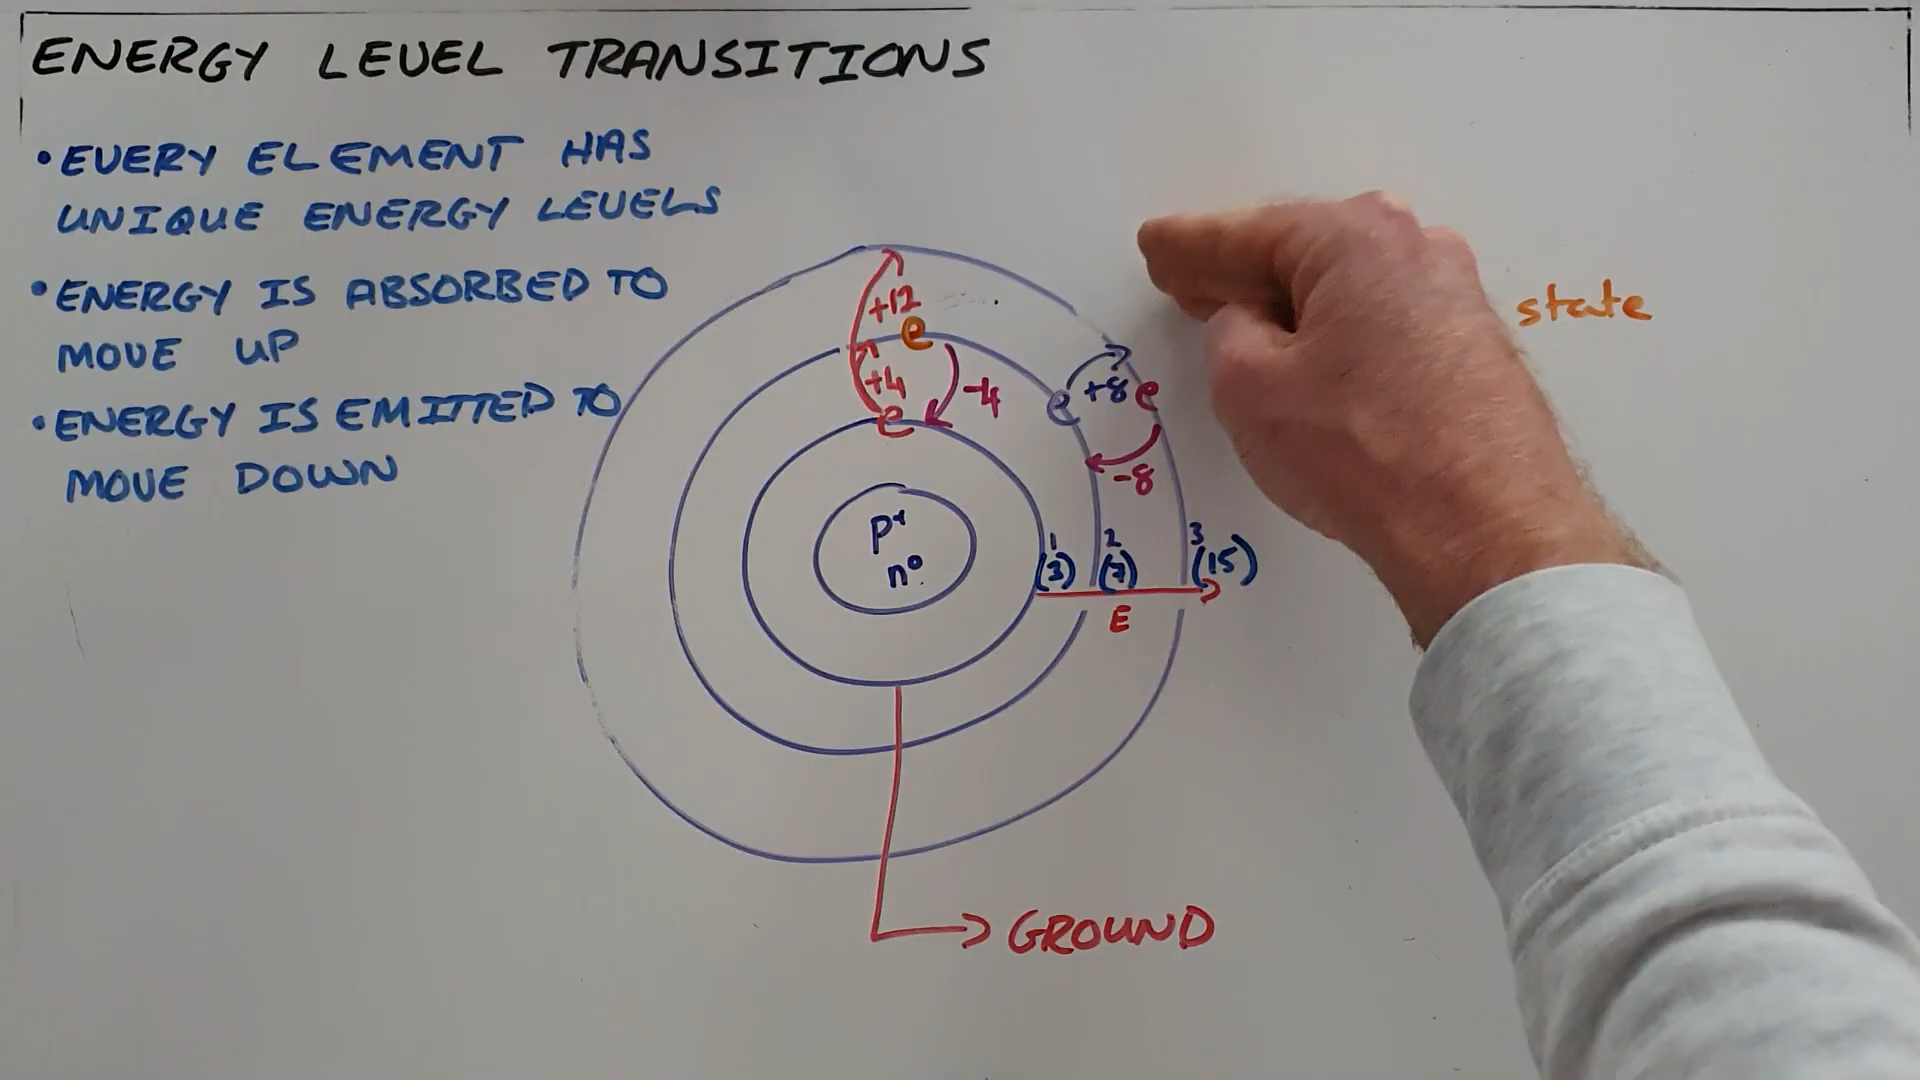 ENERGY LEVEL TRANSITIONS
• EVERY ELEMENT HAS
UNIQUE ENERGY LEVELS
• ENERGY IS ABSORBED TO
MOVE UP
• ENERGY IS EMITTED TO
MOVE DOWN
state
+12
e
+4
-4
e
e
+8
e
-8
p+
n°
1
2
3
(3)
(7)
(15)
E
GROUND